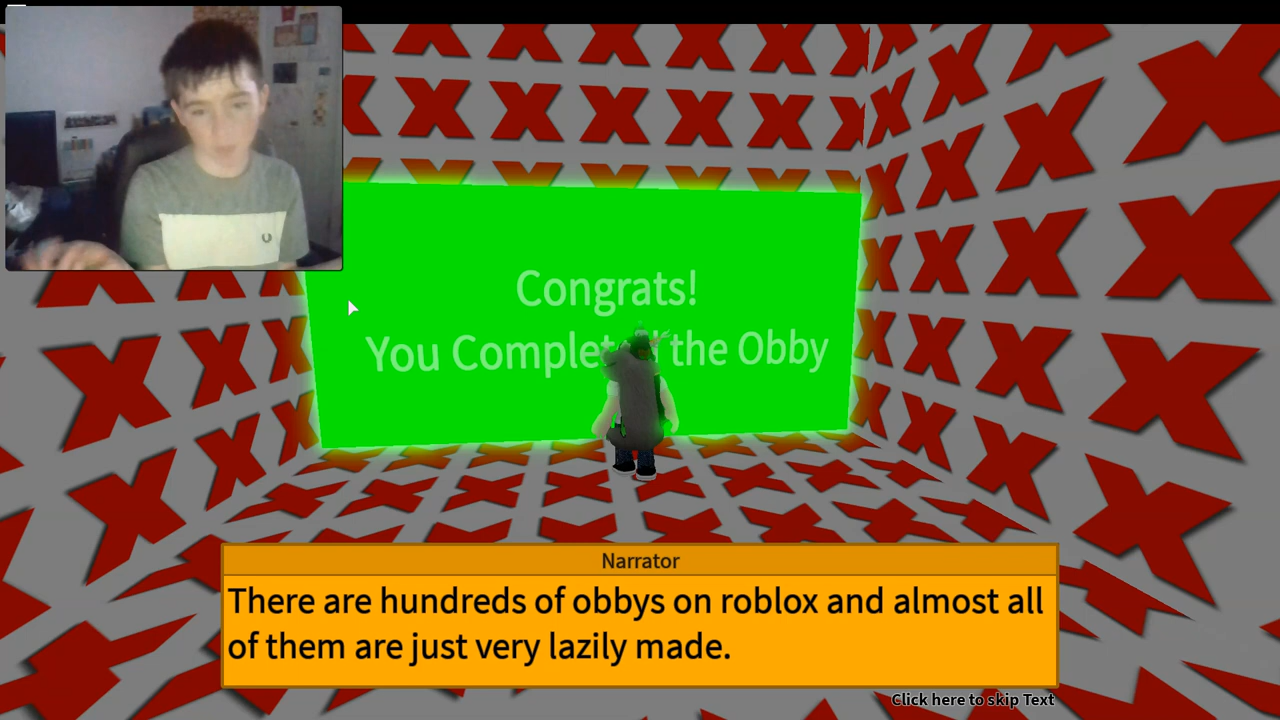 Congrats!
You Completed the Obby
Narrator
There are hundreds of obbys on roblox and almost all
of them are just very lazily made.
Click here to skip Text